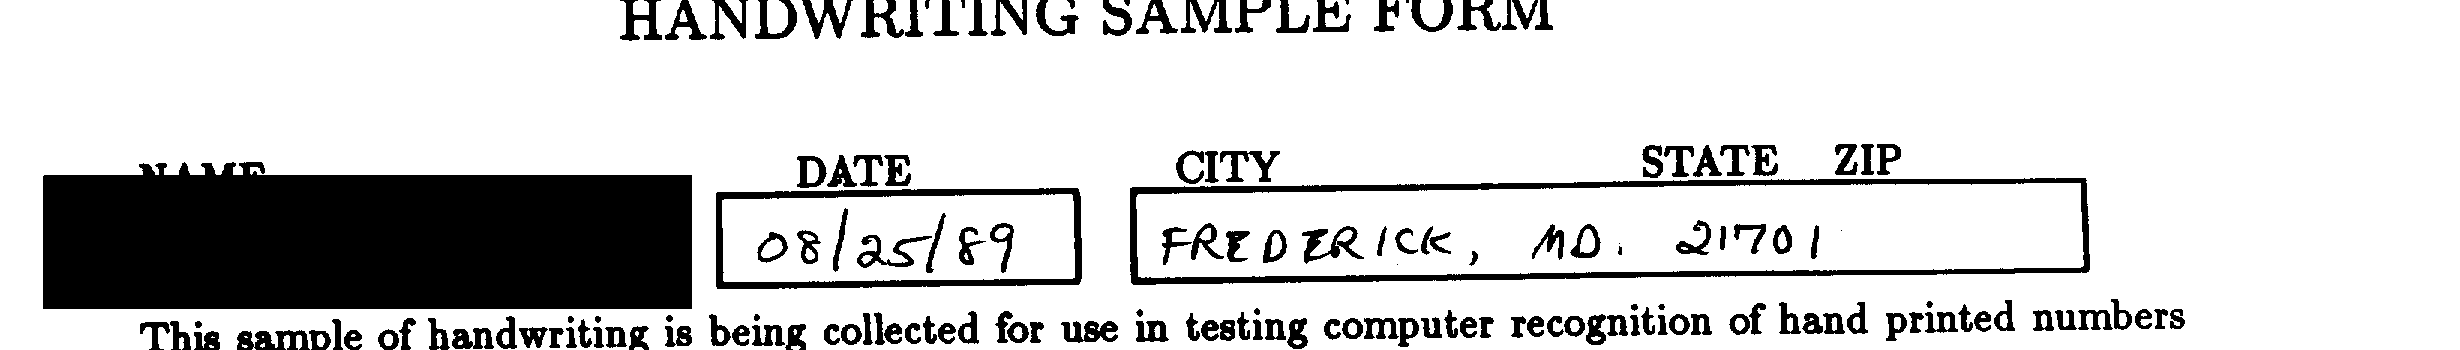 HANDWRITING SAMPLE FORM
NAME DATE CITY STATE ZIP
08/25/89 FREDERICK, MD. 21701
This sample of handwriting is being collected for use in testing computer recognition of hand printed numbers